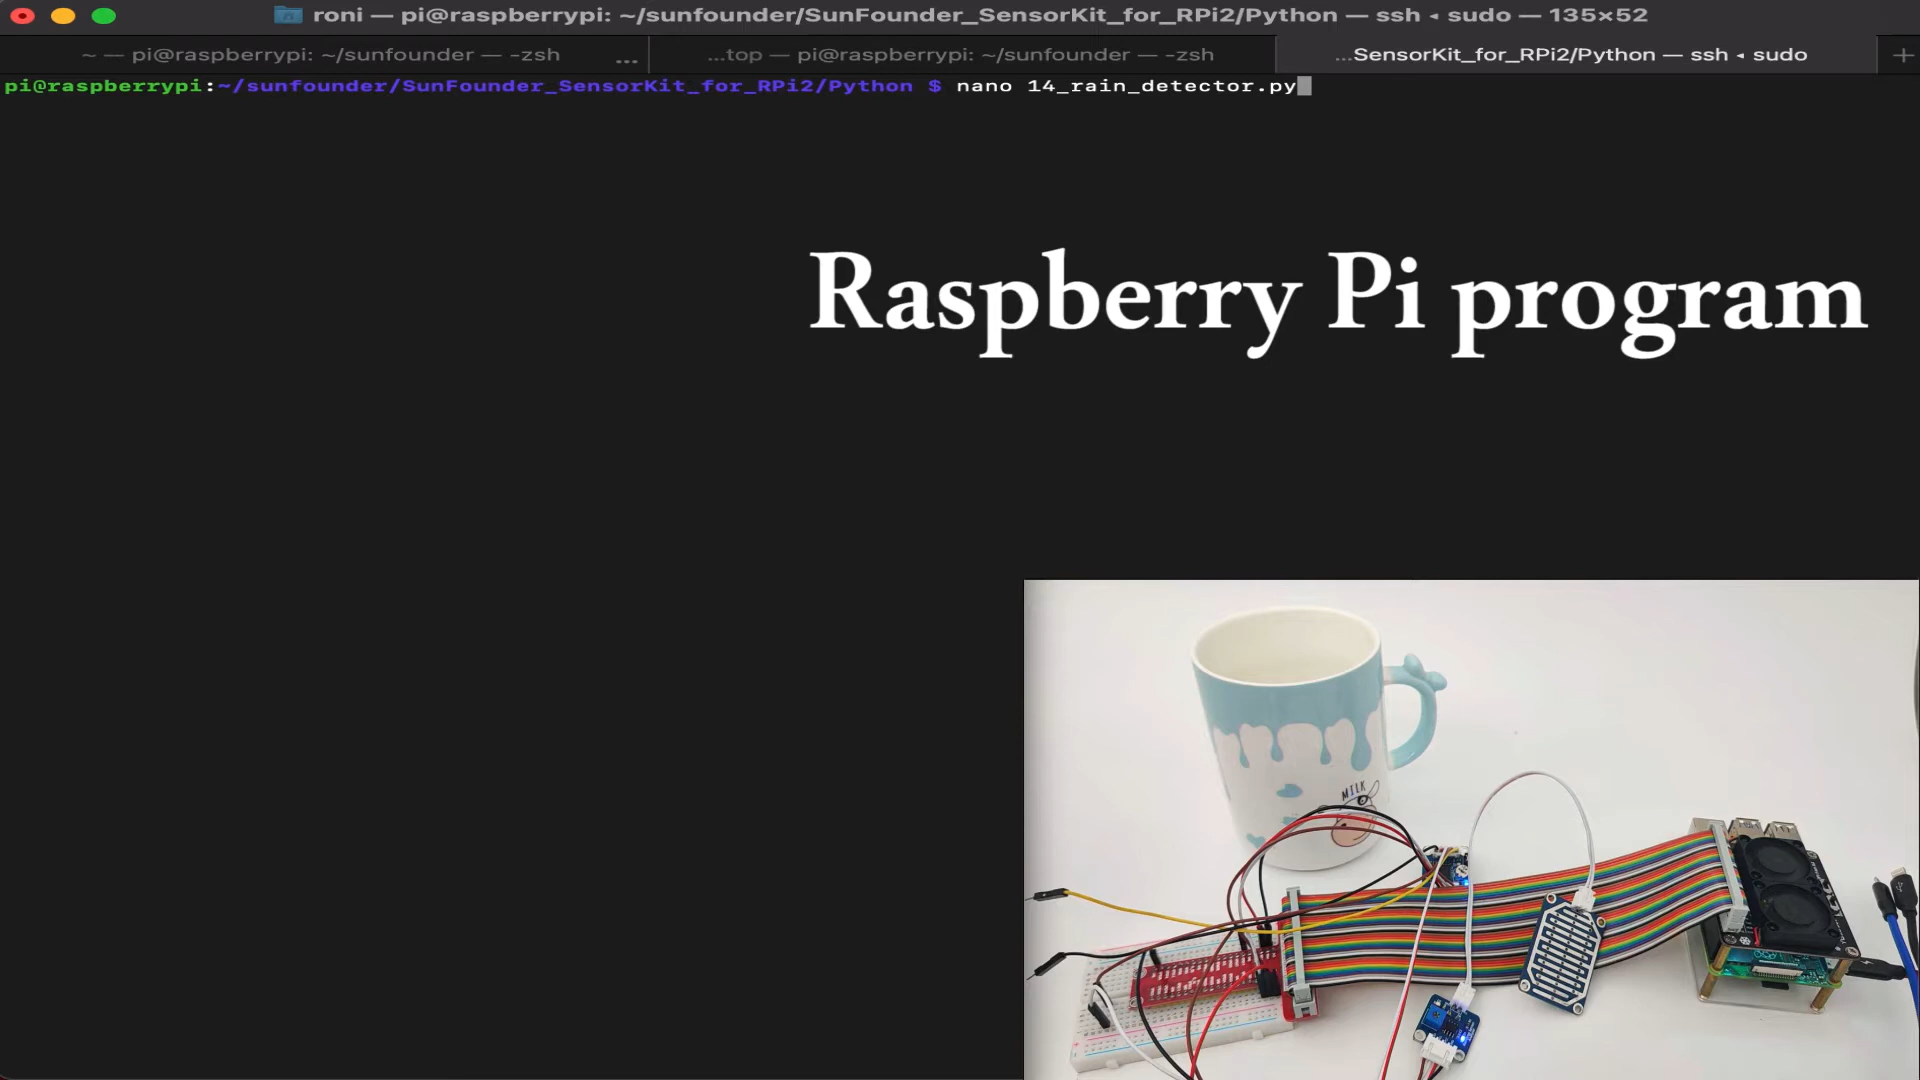 roni — pi@raspberrypi: ~/sunfounder/SunFounder_SensorKit_for_RPi2/Python — ssh ◂ sudo — 135×52
~ — pi@raspberrypi: ~/sunfounder — -zsh ...
...top — pi@raspberrypi: ~/sunfounder — -zsh
...SensorKit_for_RPi2/Python — ssh ◂ sudo +
pi@raspberrypi:~/sunfounder/SunFounder_SensorKit_for_RPi2/Python $ nano 14_rain_detector.py
Raspberry Pi program
MILK